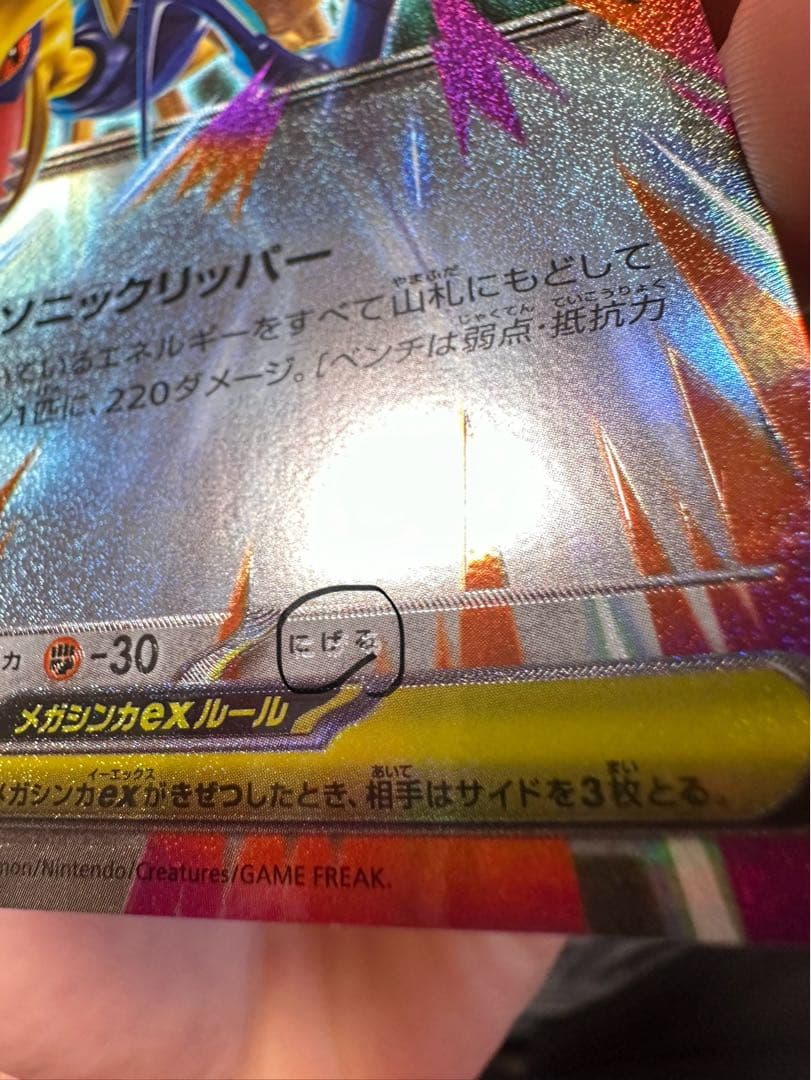 ソニックリッパー
やまふだ
ているエネルギーをすべて山札にもどして
じゃくてん ていこうりょく
1匹に、220ダメージ。[ベンチは弱点・抵抗力
カ -30 にげる
メガシンカexルール
イーエックス あいて まい
メガシンカexがきぜつしたとき、相手はサイドを3枚とる。
mon/Nintendo/Creatures/GAME FREAK.